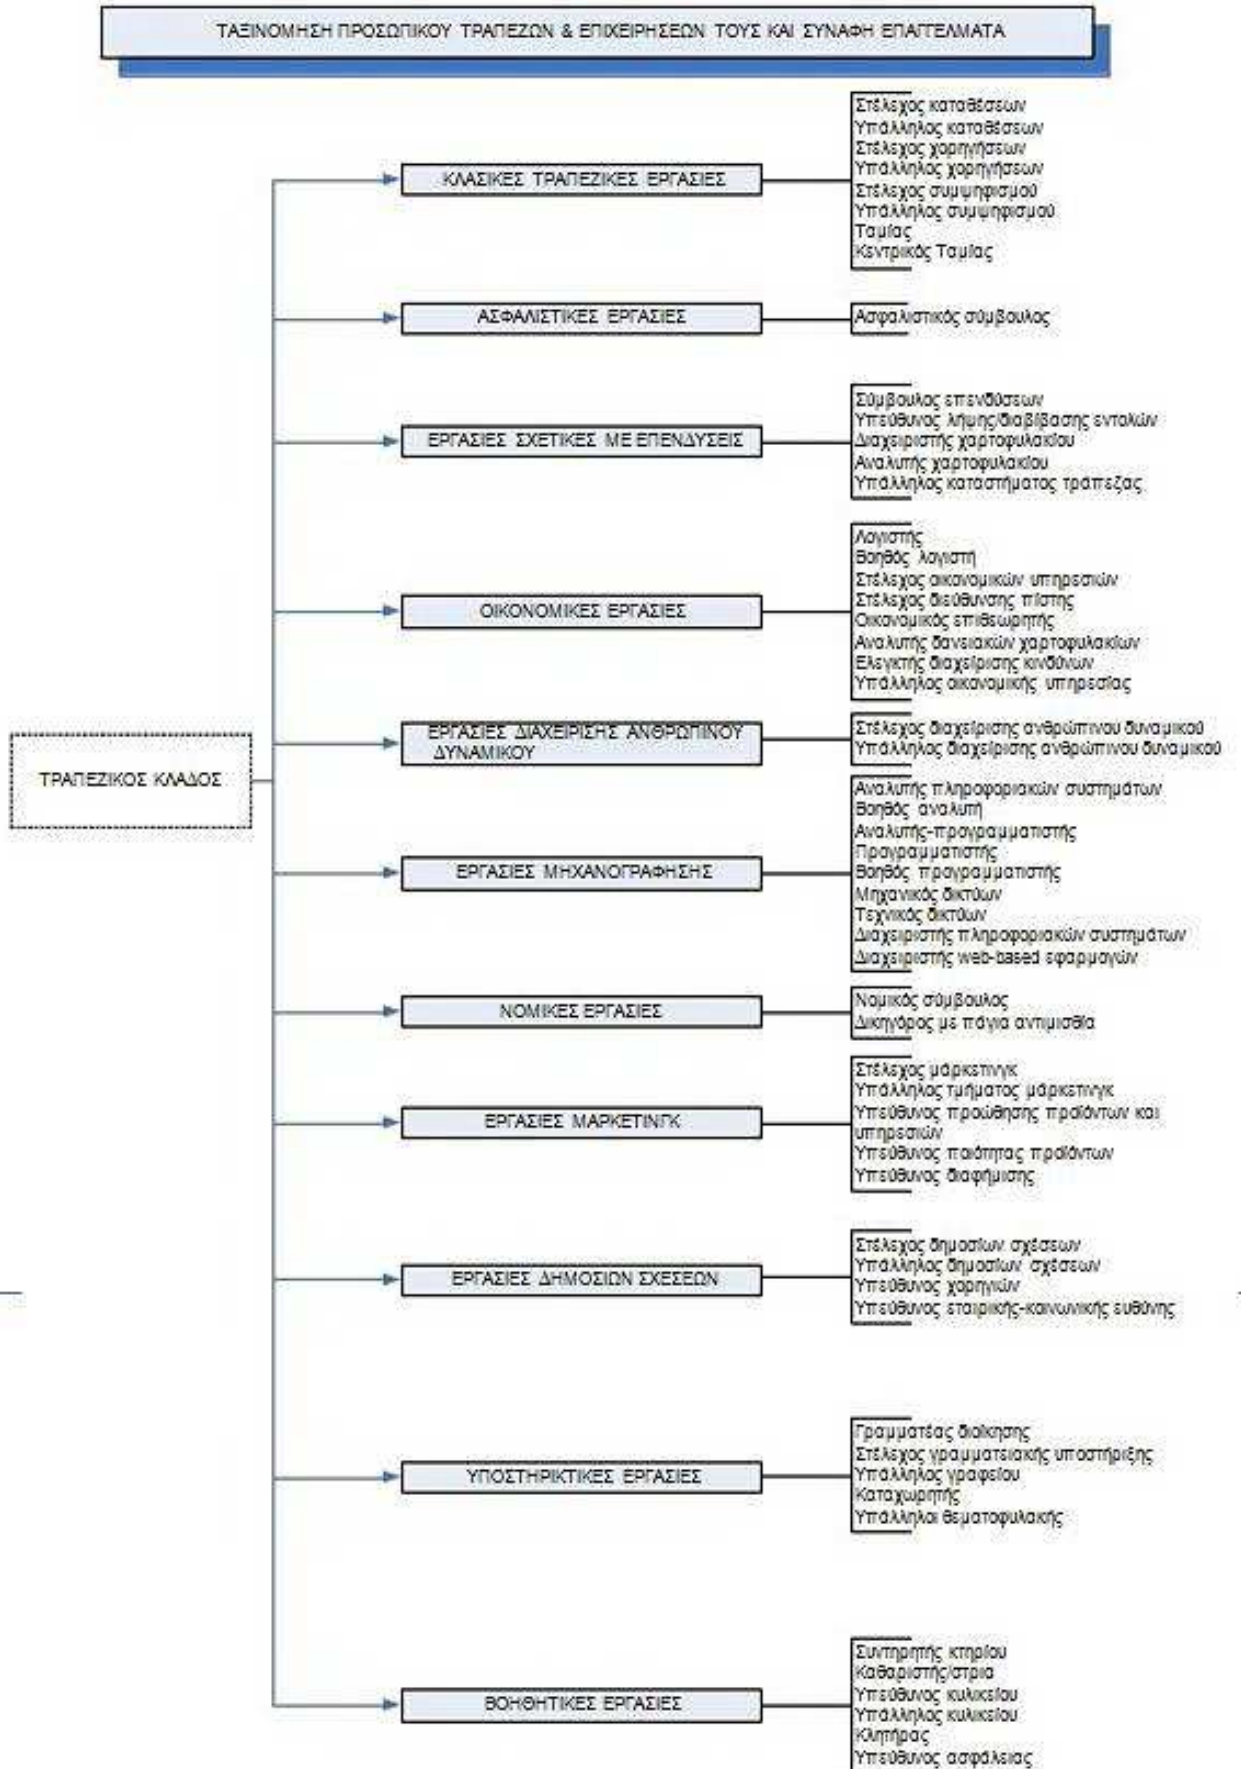 ΤΑΞΙΝΟΜΗΣΗ ΠΡΟΣΩΠΙΚΟΥ ΤΡΑΠΕΖΩΝ & ΕΠΙΧΕΙΡΗΣΕΩΝ ΤΟΥΣ ΚΑΙ ΣΥΝΑΦΗ ΕΠΑΓΓΕΛΜΑΤΑ
ΤΡΑΠΕΖΙΚΟΣ ΚΛΑΔΟΣ
ΚΛΑΣΙΚΕΣ ΤΡΑΠΕΖΙΚΕΣ ΕΡΓΑΣΙΕΣ
Στέλεχος καταθέσεων
Υπάλληλος καταθέσεων
Στέλεχος χορηγήσεων
Υπάλληλος χορηγήσεων
Στέλεχος συμψηφισμού
Υπάλληλος συμψηφισμού
Ταμίας
Κεντρικός Ταμίας
ΑΣΦΑΛΙΣΤΙΚΕΣ ΕΡΓΑΣΙΕΣ
Ασφαλιστικός σύμβουλος
ΕΡΓΑΣΙΕΣ ΣΧΕΤΙΚΕΣ ΜΕ ΕΠΕΝΔΥΣΕΙΣ
Σύμβουλος επενδύσεων
Υπεύθυνος λήψης/διαβίβασης εντολών
Διαχειριστής χαρτοφυλακίου
Αναλυτής χαρτοφυλακίου
Υπάλληλος καταστήματος τράπεζας
ΟΙΚΟΝΟΜΙΚΕΣ ΕΡΓΑΣΙΕΣ
Λογιστής
Βοηθός λογιστή
Στέλεχος οικονομικών υπηρεσιών
Στέλεχος διεύθυνσης πίστης
Οικονομικός επιθεωρητής
Αναλυτής δανειακών χαρτοφυλακίων
Ελεγκτής διαχείρισης κινδύνων
Υπάλληλος οικονομικής υπηρεσίας
ΕΡΓΑΣΙΕΣ ΔΙΑΧΕΙΡΙΣΗΣ ΑΝΘΡΩΠΙΝΟΥ
ΔΥΝΑΜΙΚΟΥ
Στέλεχος διαχείρισης ανθρώπινου δυναμικού
Υπάλληλος διαχείρισης ανθρώπινου δυναμικού
ΕΡΓΑΣΙΕΣ ΜΗΧΑΝΟΓΡΑΦΗΣΗΣ
Αναλυτής πληροφοριακών συστημάτων
Βοηθός αναλυτή
Αναλυτής-προγραμματιστής
Προγραμματιστής
Βοηθός προγραμματιστής
Μηχανικός δικτύων
Τεχνικός δικτύων
Διαχειριστής πληροφοριακών συστημάτων
Διαχειριστής web-based εφαρμογών
ΝΟΜΙΚΕΣ ΕΡΓΑΣΙΕΣ
Νομικός σύμβουλος
Δικηγόρος με πάγια αντιμισθία
ΕΡΓΑΣΙΕΣ ΜΑΡΚΕΤΙΝΓΚ
Στέλεχος μάρκετινγκ
Υπάλληλος τμήματος μάρκετινγκ
Υπεύθυνος προώθησης προϊόντων και
υπηρεσιών
Υπεύθυνος ποιότητας προϊόντων
Υπεύθυνος διαφήμισης
ΕΡΓΑΣΙΕΣ ΔΗΜΟΣΙΩΝ ΣΧΕΣΕΩΝ
Στέλεχος δημοσίων σχέσεων
Υπάλληλος δημοσίων σχέσεων
Υπεύθυνος χορηγιών
Υπεύθυνος εταιρικής-κοινωνικής ευθύνης
ΥΠΟΣΤΗΡΙΚΤΙΚΕΣ ΕΡΓΑΣΙΕΣ
Γραμματέας διοίκησης
Στέλεχος γραμματειακής υποστήριξης
Υπάλληλος γραφείου
Καταχωρητής
Υπάλληλοι θεματοφυλακής
ΒΟΗΘΗΤΙΚΕΣ ΕΡΓΑΣΙΕΣ
Συντηρητής κτηρίου
Καθαριστής/στρια
Υπεύθυνος κυλικείου
Υπάλληλος κυλικείου
Κλητήρας
Υπεύθυνος ασφάλειας